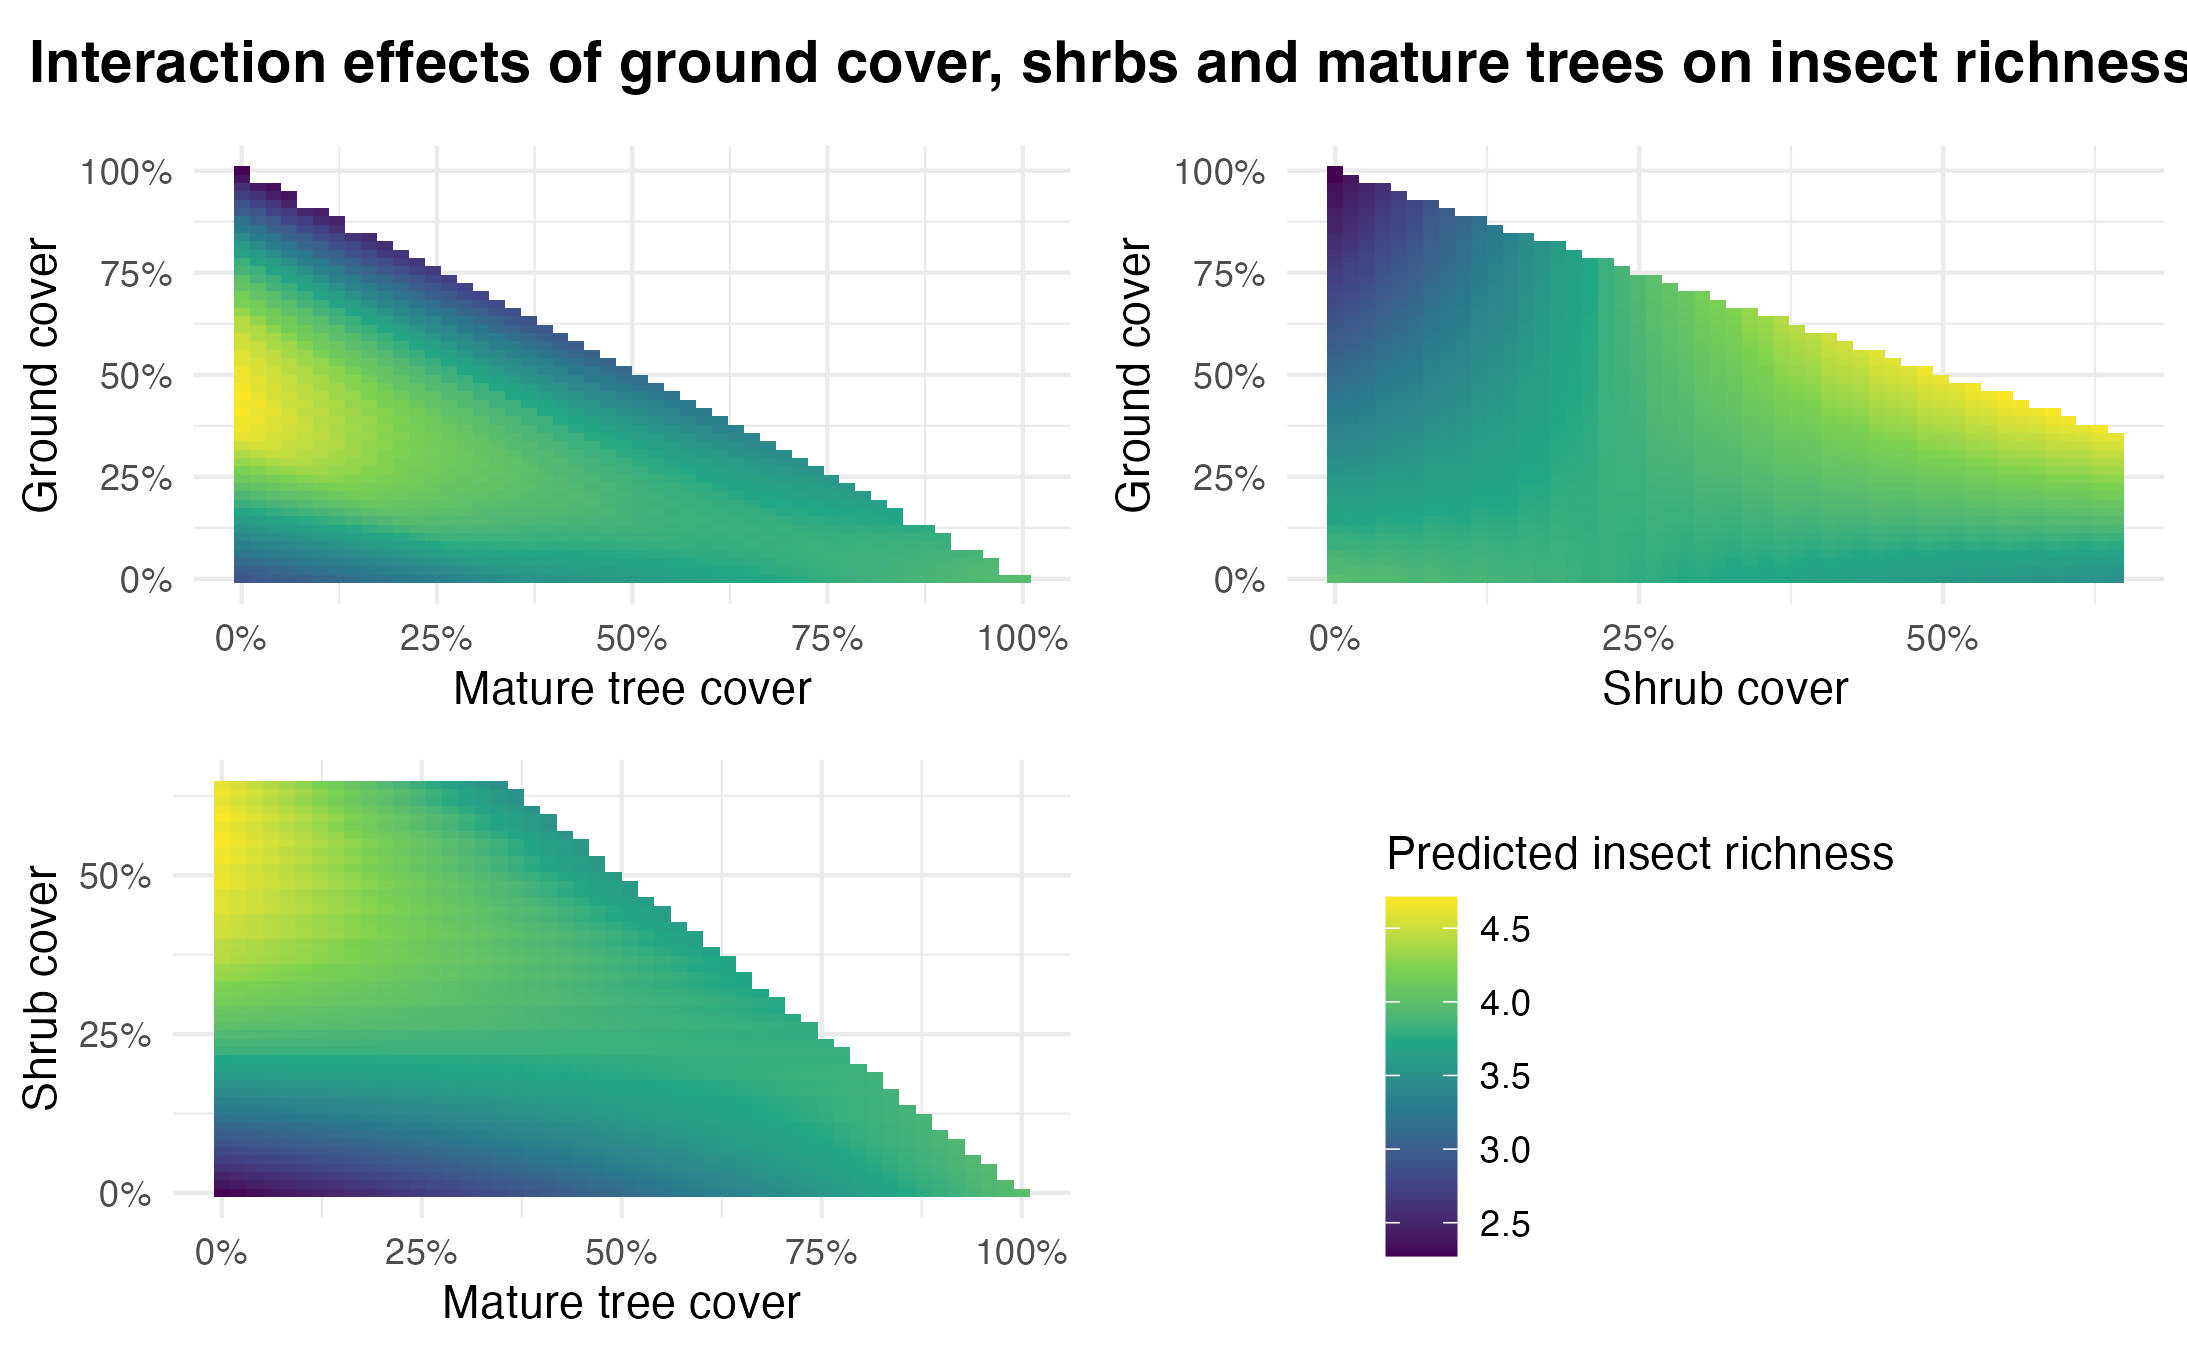 Interaction effects of ground cover, shrbs and mature trees on insect richness
100%
75%
50%
25%
0%
Ground cover
0% 25% 50% 75% 100%
Mature tree cover
100%
75%
50%
25%
0%
Ground cover
0% 25% 50%
Shrub cover
50%
25%
0%
Shrub cover
0% 25% 50% 75% 100%
Mature tree cover
Predicted insect richness
4.5
4.0
3.5
3.0
2.5